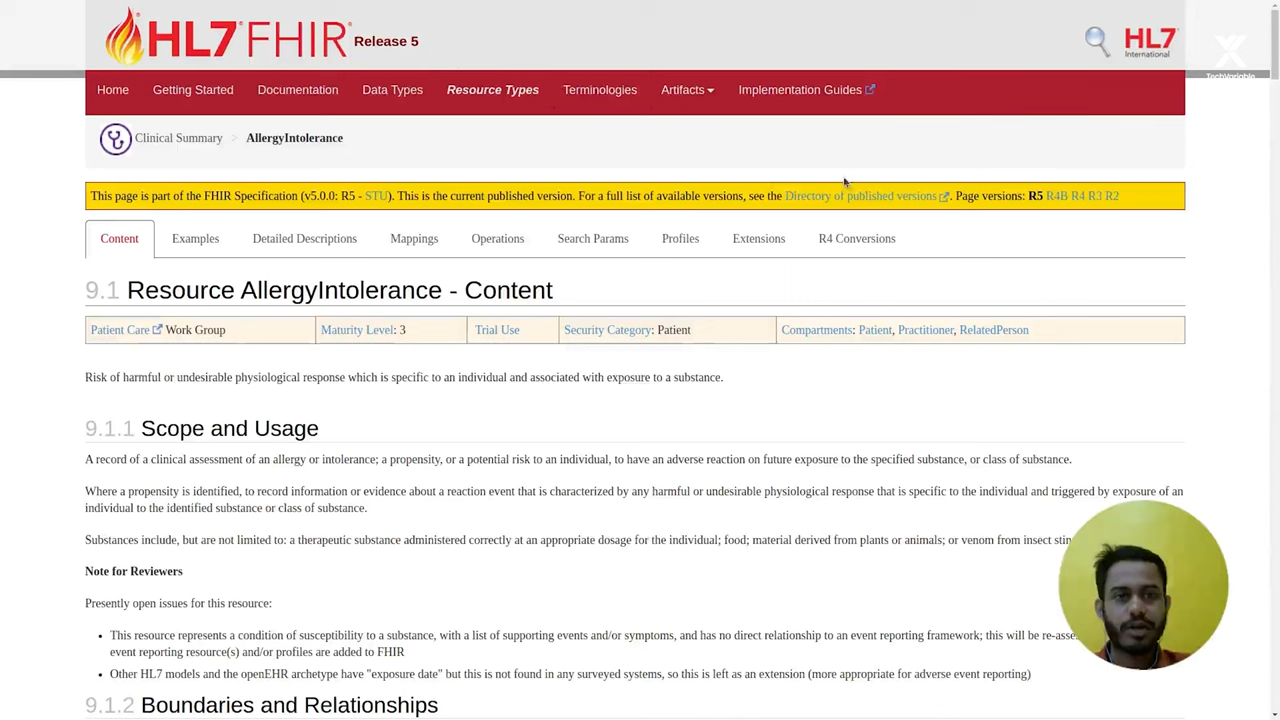 HL7 FHIR Release 5
HL7 International
TechVariable
Home Getting Started Documentation Data Types Resource Types Terminologies Artifacts Implementation Guides
Clinical Summary > AllergyIntolerance
This page is part of the FHIR Specification (v5.0.0: R5 - STU). This is the current published version. For a full list of available versions, see the Directory of published versions. Page versions: R5 R4B R4 R3 R2
Content Examples Detailed Descriptions Mappings Operations Search Params Profiles Extensions R4 Conversions
9.1 Resource AllergyIntolerance - Content
Patient Care Work Group Maturity Level: 3 Trial Use Security Category: Patient Compartments: Patient, Practitioner, RelatedPerson
Risk of harmful or undesirable physiological response which is specific to an individual and associated with exposure to a substance.
9.1.1 Scope and Usage
A record of a clinical assessment of an allergy or intolerance; a propensity, or a potential risk to an individual, to have an adverse reaction on future exposure to the specified substance, or class of substance.
Where a propensity is identified, to record information or evidence about a reaction event that is characterized by any harmful or undesirable physiological response that is specific to the individual and triggered by exposure of an
individual to the identified substance or class of substance.
Substances include, but are not limited to: a therapeutic substance administered correctly at an appropriate dosage for the individual; food; material derived from plants or animals; or venom from insect
Note for Reviewers
Presently open issues for this resource:
• This resource represents a condition of susceptibility to a substance, with a list of supporting events and/or symptoms, and has no direct relationship to an event reporting framework; this will be
event reporting resource(s) and/or profiles are added to FHIR
• Other HL7 models and the openEHR archetype have "exposure date" but this is not found in any surveyed systems, so this is left as an extension (more appropriate for adverse event reporting)
9.1.2 Boundaries and Relationships